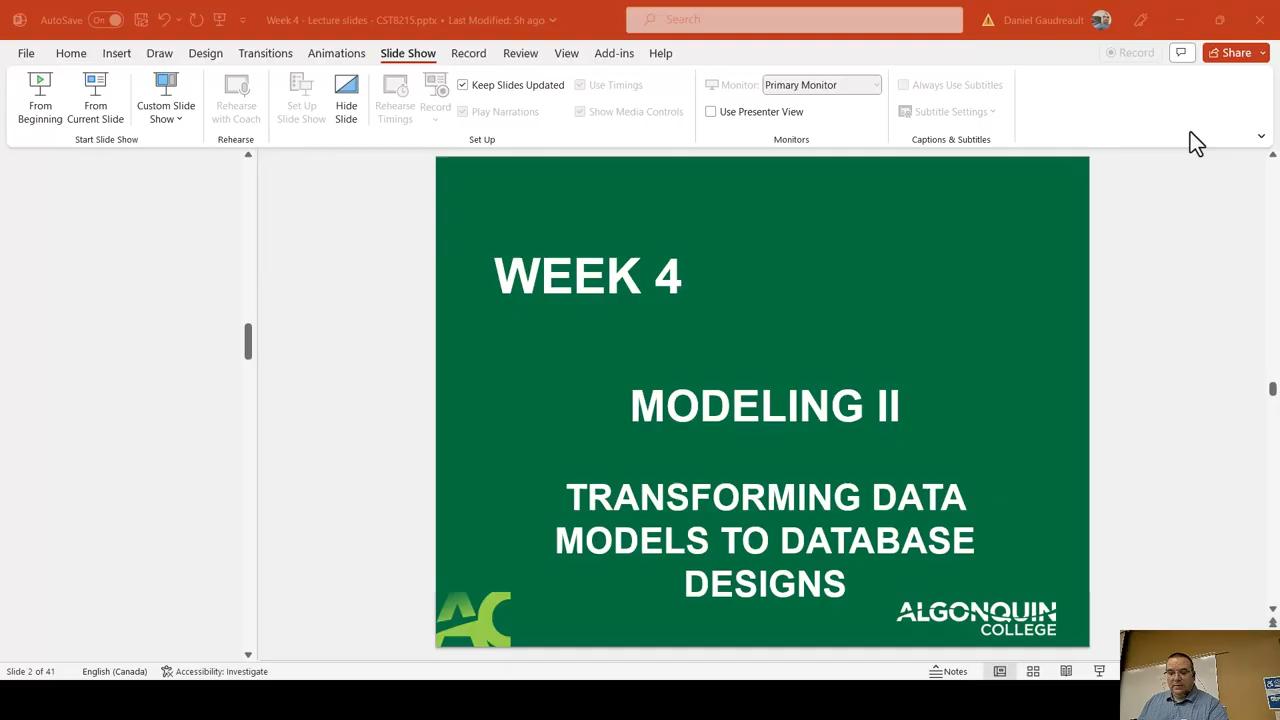 AutoSave On Week 4 - Lecture slides - CST8215.pptx • Last Modified: 5h ago Search Daniel Gaudreault
File Home Insert Draw Design Transitions Animations Slide Show Record Review View Add-ins Help Record Share
From Beginning
From Current Slide
Custom Slide Show
Start Slide Show
Rehearse with Coach
Rehearse
Set Up Slide Show
Hide Slide
Rehearse Timings
Record
Keep Slides Updated
Play Narrations
Use Timings
Show Media Controls
Set Up
Monitor: Primary Monitor
Use Presenter View
Monitors
Always Use Subtitles
Subtitle Settings
Captions & Subtitles
WEEK 4
MODELING II
TRANSFORMING DATA
MODELS TO DATABASE
DESIGNS
AC
ALGONQUIN
COLLEGE
Slide 2 of 41 English (Canada) Accessibility: Investigate Notes